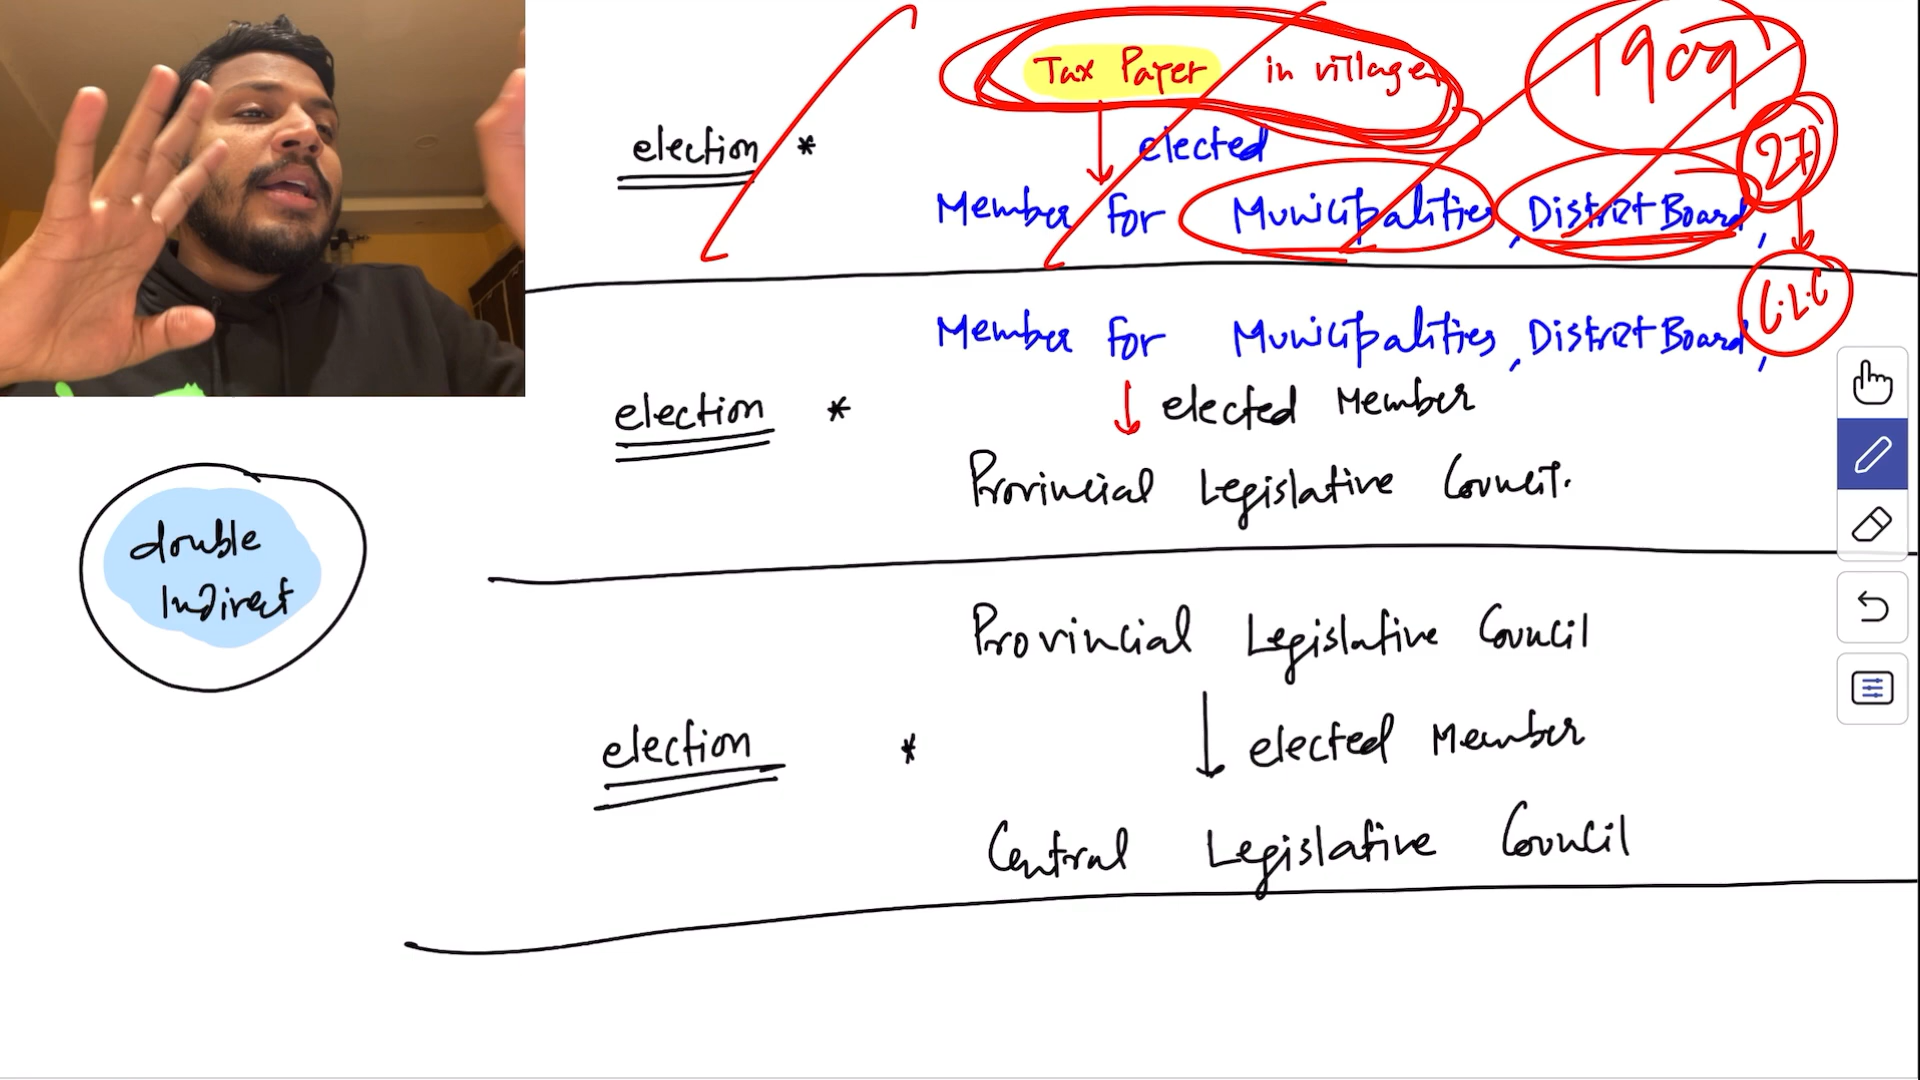 Tax Payer in village
1909
election *
elected
27
Member for Municipalities, District Board,
C.L.C
Member for Municipalities, District Board,
election *
elected Member
Provincial Legislative Council.
double
Indirect
Provincial Legislative Council
election *
elected Member
Central Legislative Council